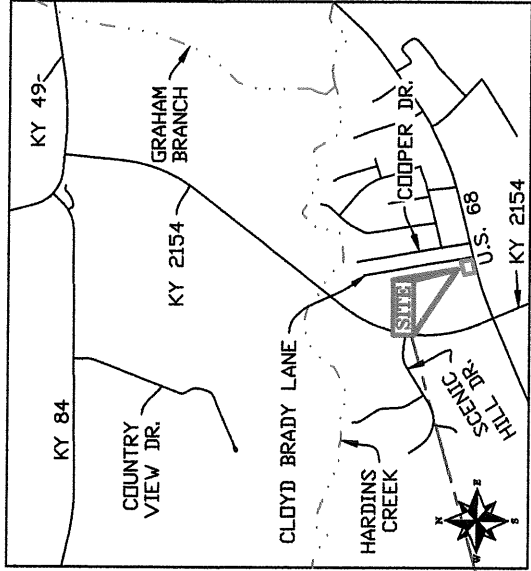 KY 49
KY 84
GRAHAM
BRANCH
KY 2154
COUNTRY
VIEW DR.
CLOYD BRADY LANE
COOPER DR.
HARDINS
CREEK
SITE
SCENIC
HILL DR.
U.S. 68
KY 2154
N
E
S
W